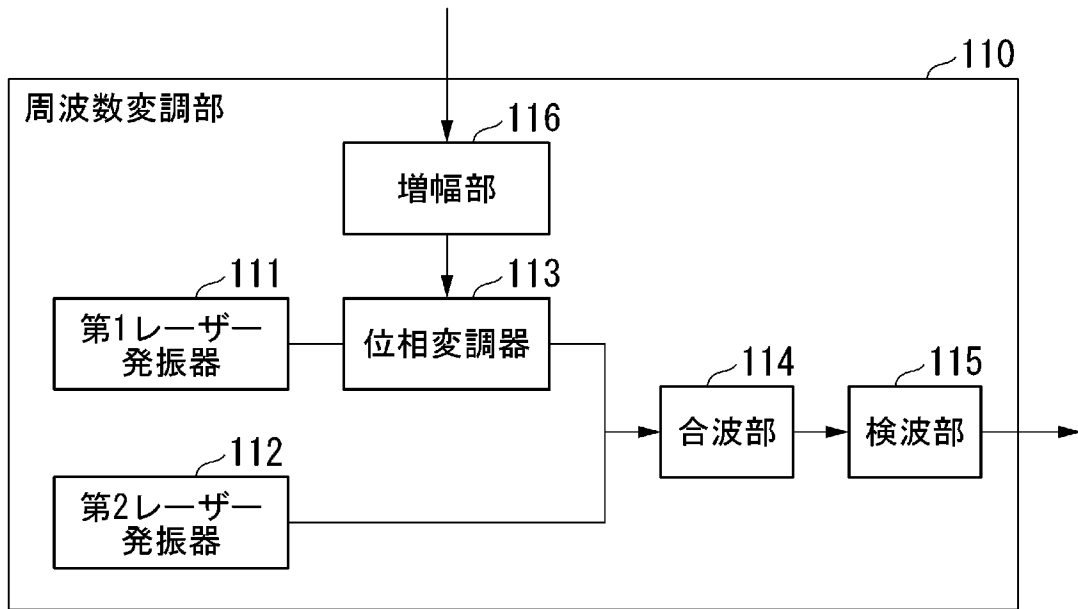 110
周波数変調部
116
増幅部
111
113
第1レーザー
発振器
位相変調器
114
115
合波部
検波部
112
第2レーザー
発振器